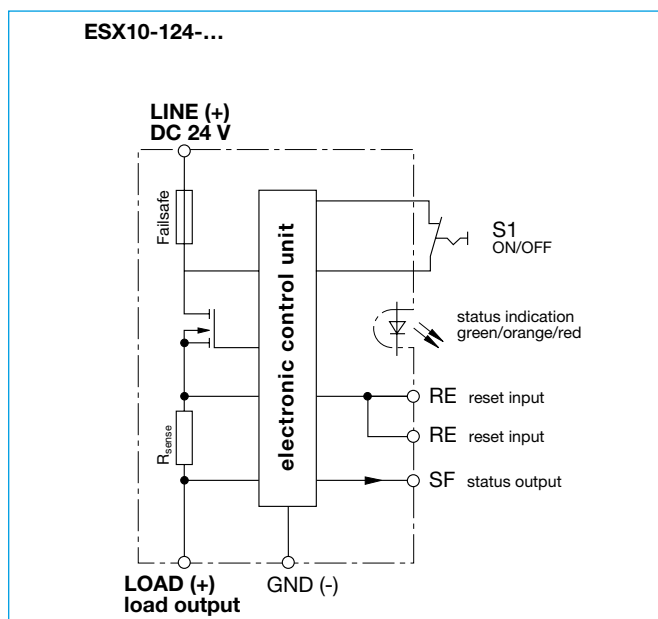 ESX10-124-...
LINE (+)
DC 24 V
Failsafe
electronic control unit
S1
ON/OFF
status indication
green/orange/red
RE reset input
RE reset input
Rsense
SF status output
LOAD (+)
load output
GND (-)